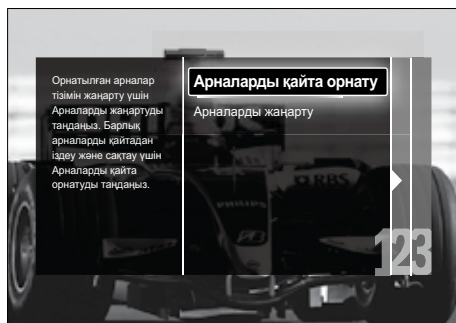 Орнатылған арналар
тізімін жаңарту үшін
Арналарды жаңартуды
таңдаңыз. Барлық
арналарды қайтадан
іздеу және сақтау үшін
Арналарды қайта
орнатуды таңдаңыз.
Арналарды қайта орнату
Арналарды жаңарту
RBS
PHILIPS
123